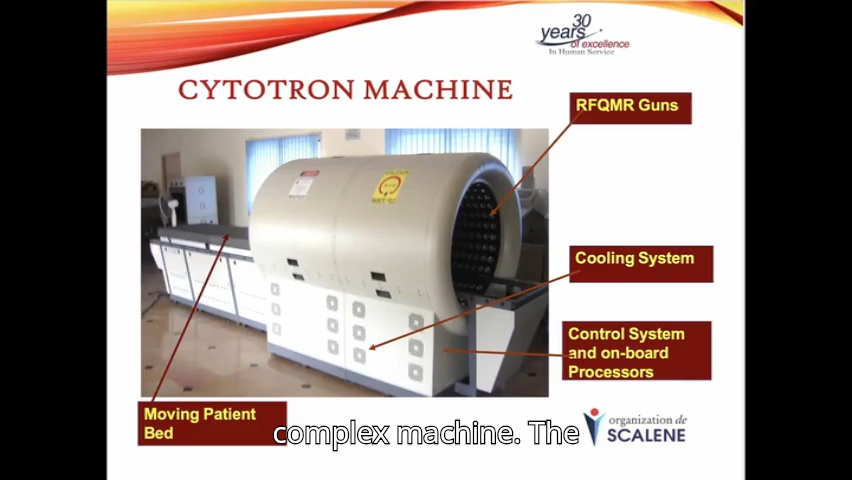 30
years
of excellence
In Human Service
CYTOTRON MACHINE
RFQMR Guns
Cooling System
Control System
and on-board
Processors
Moving Patient
Bed
complex machine. The
organization de
SCALENE